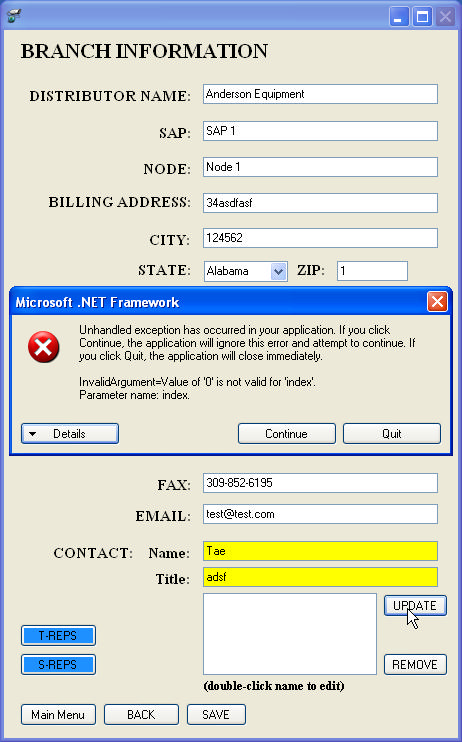 BRANCH INFORMATION
DISTRIBUTOR NAME: Anderson Equipment
SAP: SAP 1
NODE: Node 1
BILLING ADDRESS: 34asdfasf
CITY: 124562
STATE: Alabama ZIP: 1
Microsoft .NET Framework
Unhandled exception has occurred in your application. If you click
Continue, the application will ignore this error and attempt to continue. If
you click Quit, the application will close immediately.
InvalidArgument=Value of '0' is not valid for 'index'.
Parameter name: index.
Details Continue Quit
FAX: 309-852-6195
EMAIL: test@test.com
CONTACT: Name: Tae
Title: adsf
UPDATE
T-REPS
S-REPS REMOVE
(double-click name to edit)
Main Menu BACK SAVE